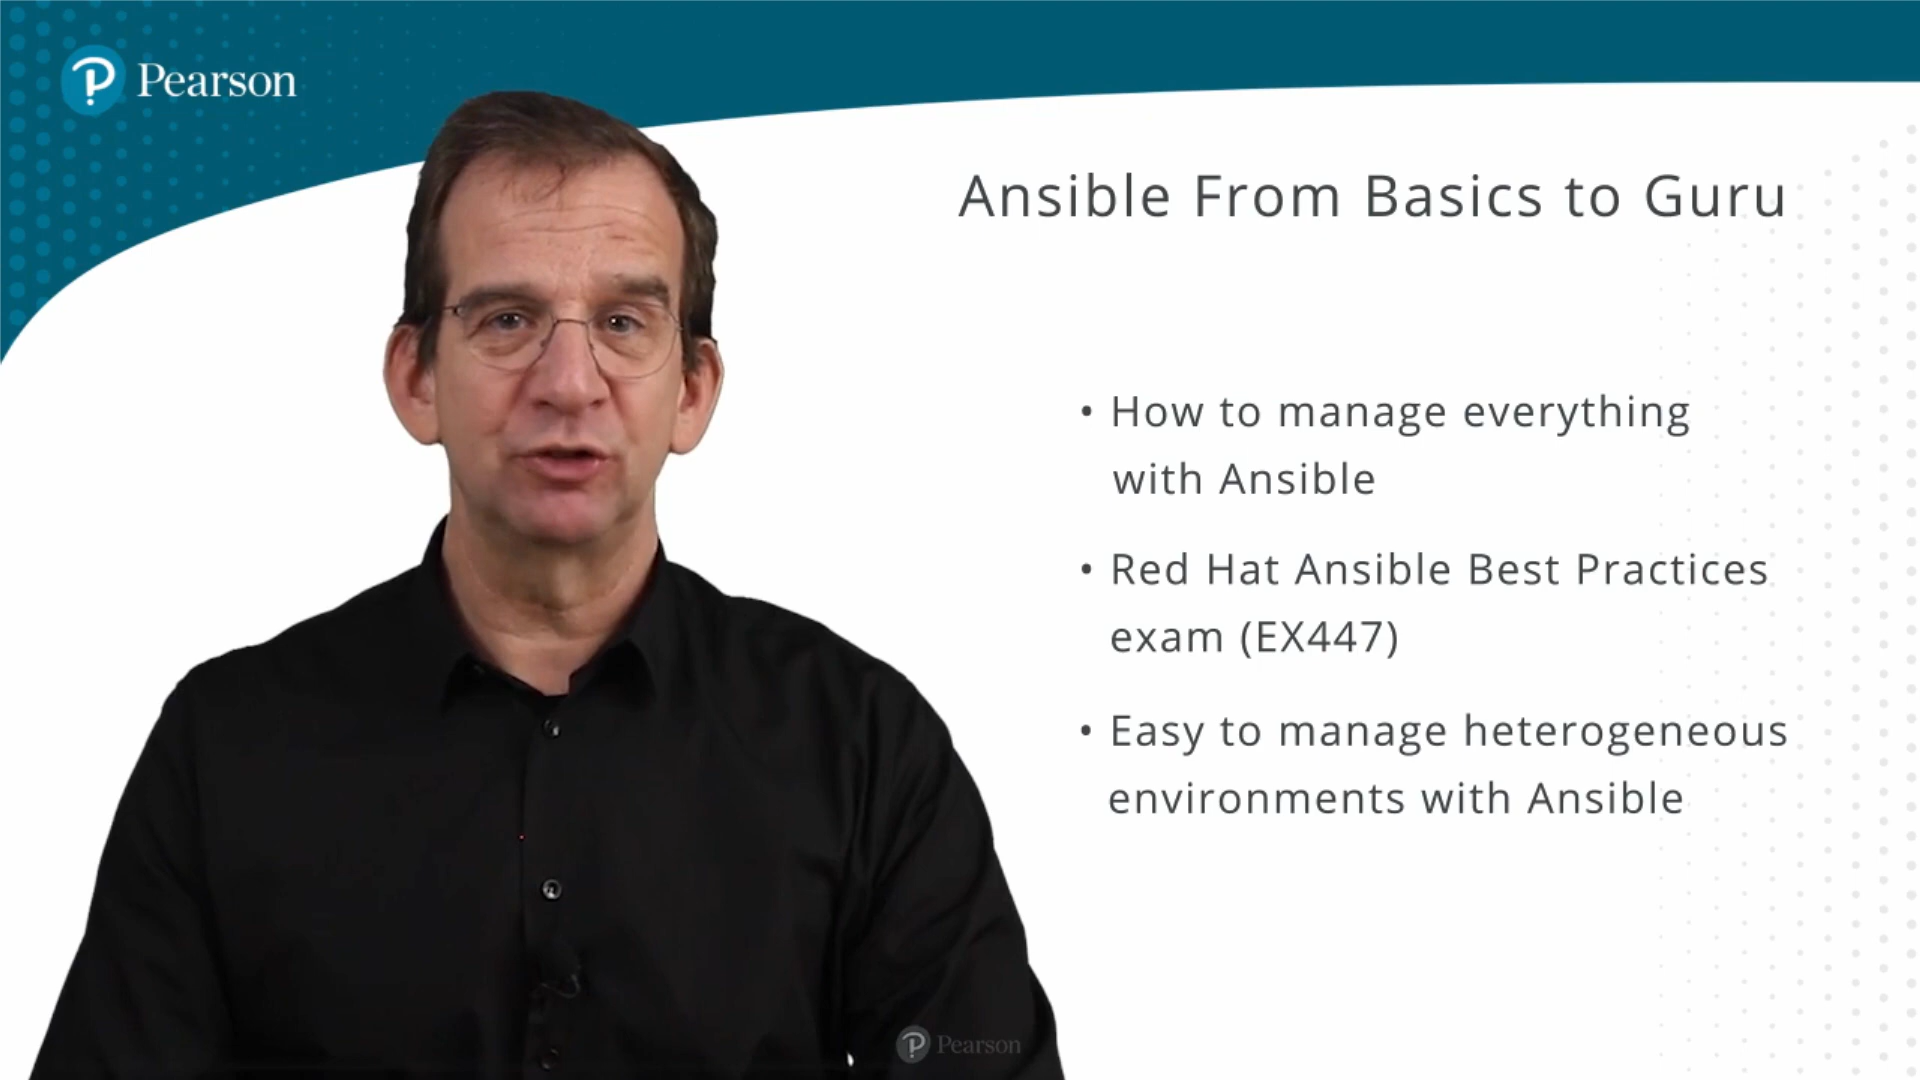 Pearson
Ansible From Basics to Guru
• How to manage everything
with Ansible
• Red Hat Ansible Best Practices
exam (EX447)
• Easy to manage heterogeneous
environments with Ansible
Pearson